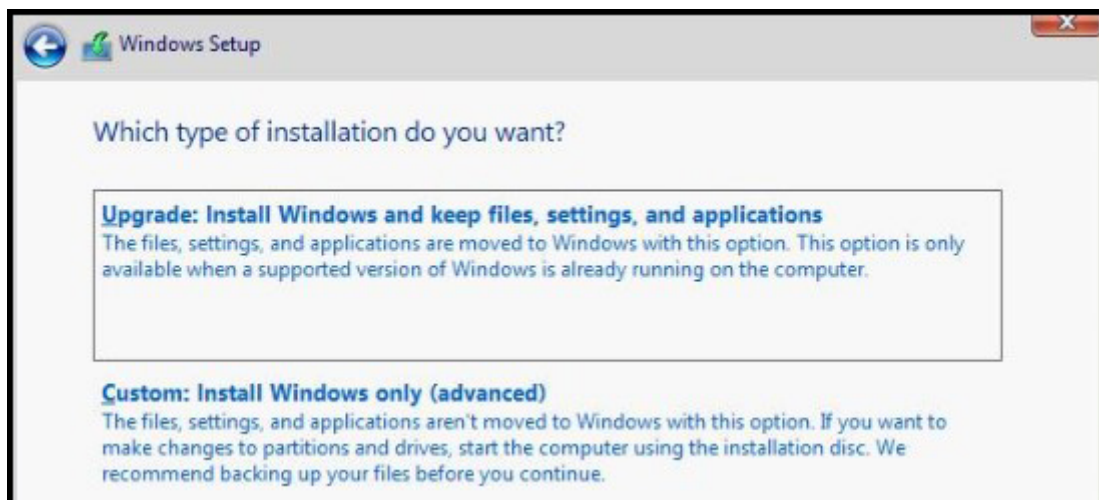 Windows Setup
Which type of installation do you want?
Upgrade: Install Windows and keep files, settings, and applications
The files, settings, and applications are moved to Windows with this option. This option is only
available when a supported version of Windows is already running on the computer.
Custom: Install Windows only (advanced)
The files, settings, and applications aren't moved to Windows with this option. If you want to
make changes to partitions and drives, start the computer using the installation disc. We
recommend backing up your files before you continue.